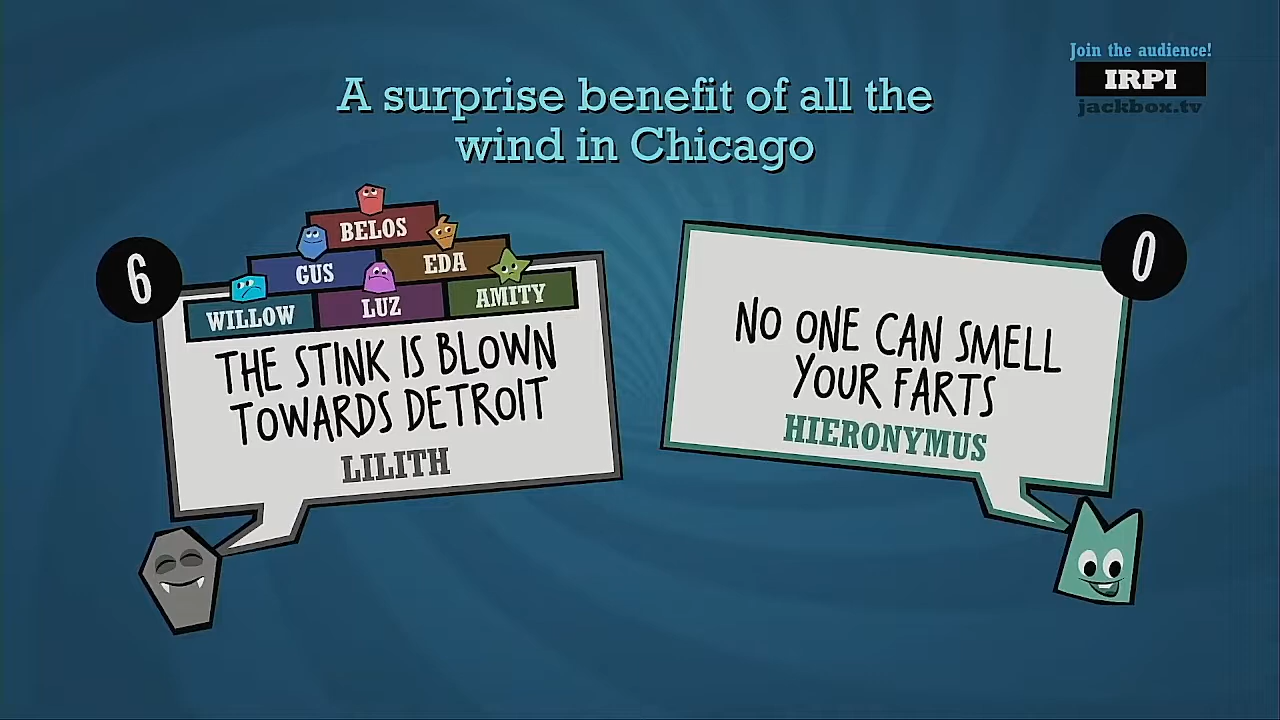 Join the audience!
IRPI
jackbox.tv
A surprise benefit of all the
wind in Chicago
6
BELOS
GUS
EDA
WILLOW
LUZ
AMITY
THE STINK IS BLOWN
TOWARDS DETROIT
LILITH
0
NO ONE CAN SMELL
YOUR FARTS
HIERONYMUS